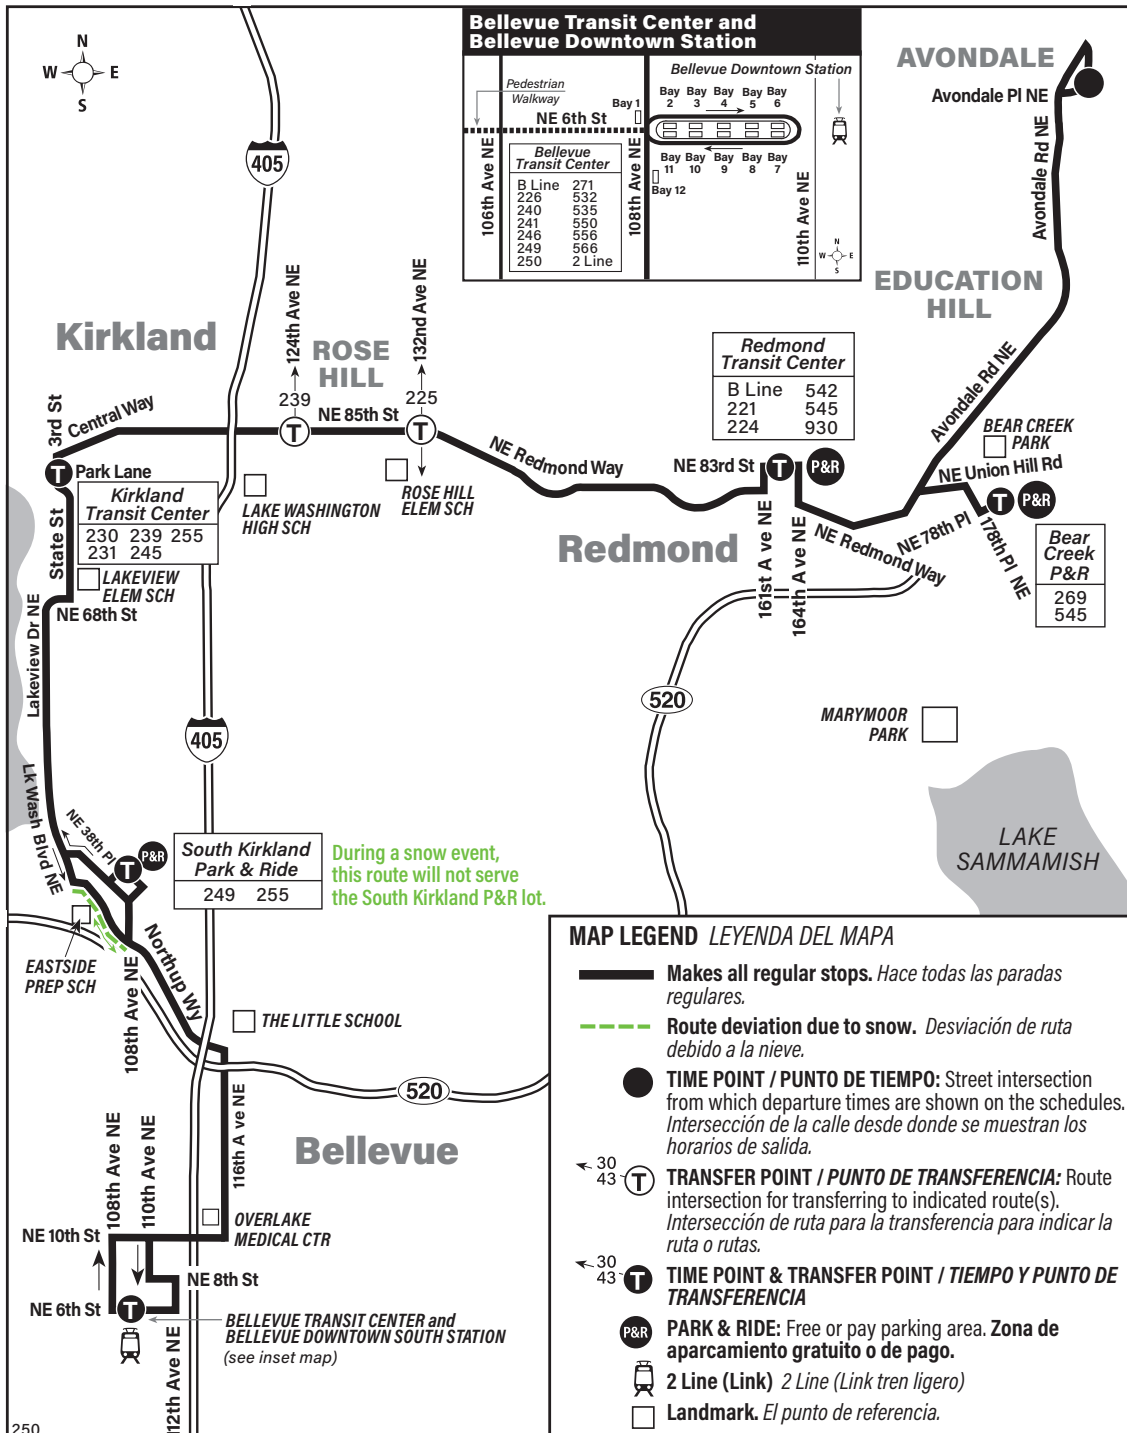 Bellevue Transit Center and
Bellevue Downtown Station
Pedestrian
Walkway
Bellevue Downtown Station
Bay 1
Bay 2
Bay 3
Bay 4
Bay 5
Bay 6
NE 6th St
Bay 11
Bay 10
Bay 9
Bay 8
Bay 7
Bay 12
106th Ave NE
108th Ave NE
110th Ave NE
Bellevue
Transit Center
B Line 271
226 532
240 535
241 550
246 556
249 566
250 2 Line
N
W E
S
N
W E
S
AVONDALE
Avondale Pl NE
Avondale Rd NE
EDUCATION
HILL
Avondale Rd NE
405
Kirkland
124th Ave NE
239
ROSE
HILL
132nd Ave NE
225
3rd St
Central Way
T
NE 85th St
T
NE Redmond Way
Redmond
Transit Center
B Line 542
221 545
224 930
NE 83rd St
T
P&R
BEAR CREEK
PARK
NE Union Hill Rd
T
P&R
T
Park Lane
Kirkland
Transit Center
230 239 255
231 245
State St
LAKE WASHINGTON
HIGH SCH
ROSE HILL
ELEM SCH
Redmond
161st A ve NE
164th Ave NE
NE Redmond Way
NE 78th Pl
178th Pl NE
Bear
Creek
P&R
269
545
LAKEVIEW
ELEM SCH
NE 68th St
Lakeview Dr NE
405
520
MARYMOOR
PARK
LAKE
SAMMAMISH
Lk Wash Blvd NE
NE 38th Pl
T
P&R
South Kirkland
Park & Ride
249 255
During a snow event,
this route will not serve
the South Kirkland P&R lot.
EASTSIDE
PREP SCH
108th Ave NE
Northup Wy
THE LITTLE SCHOOL
520
Bellevue
116th A ve NE
108th Ave NE
110th Ave NE
OVERLAKE
MEDICAL CTR
NE 10th St
NE 8th St
NE 6th St
T
BELLEVUE TRANSIT CENTER and
BELLEVUE DOWNTOWN SOUTH STATION
(see inset map)
112th Ave NE
250
MAP LEGEND LEYENDA DEL MAPA
Makes all regular stops. Hace todas las paradas
regulares.
Route deviation due to snow. Desviación de ruta
debido a la nieve.
TIME POINT / PUNTO DE TIEMPO: Street intersection
from which departure times are shown on the schedules.
Intersección de la calle desde donde se muestran los
horarios de salida.
30
43 T
TRANSFER POINT / PUNTO DE TRANSFERENCIA: Route
intersection for transferring to indicated route(s).
Intersección de ruta para la transferencia para indicar la
ruta o rutas.
30
43 T
TIME POINT & TRANSFER POINT / TIEMPO Y PUNTO DE
TRANSFERENCIA
P&R
PARK & RIDE: Free or pay parking area. Zona de
aparcamiento gratuito o de pago.
2 Line (Link) 2 Line (Link tren ligero)
Landmark. El punto de referencia.